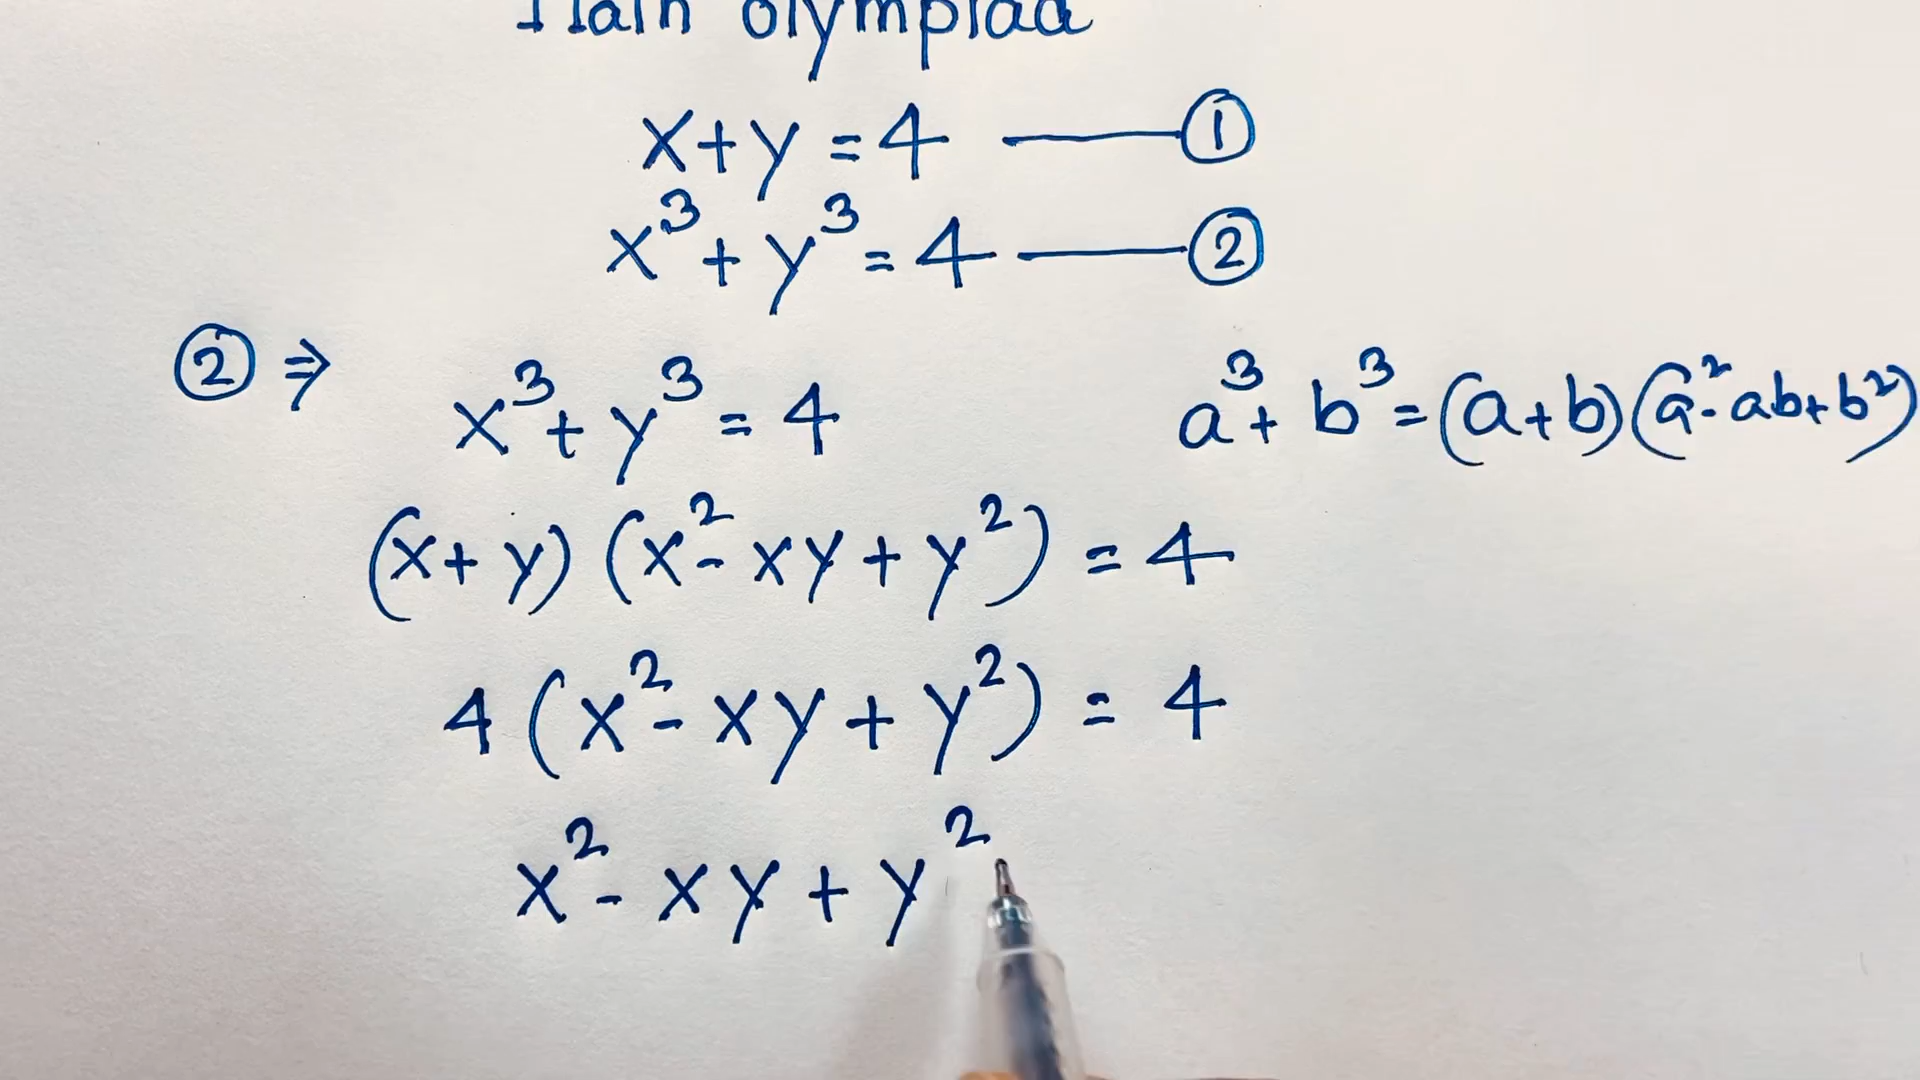 Math olympiad
x+y=4 —— ①
x³+y³=4 —— ②
② ⇒ x³+y³=4
a³+b³=(a+b)(a²-ab+b²)
(x+y)(x²-xy+y²)=4
4(x²-xy+y²)=4
x²-xy+y²